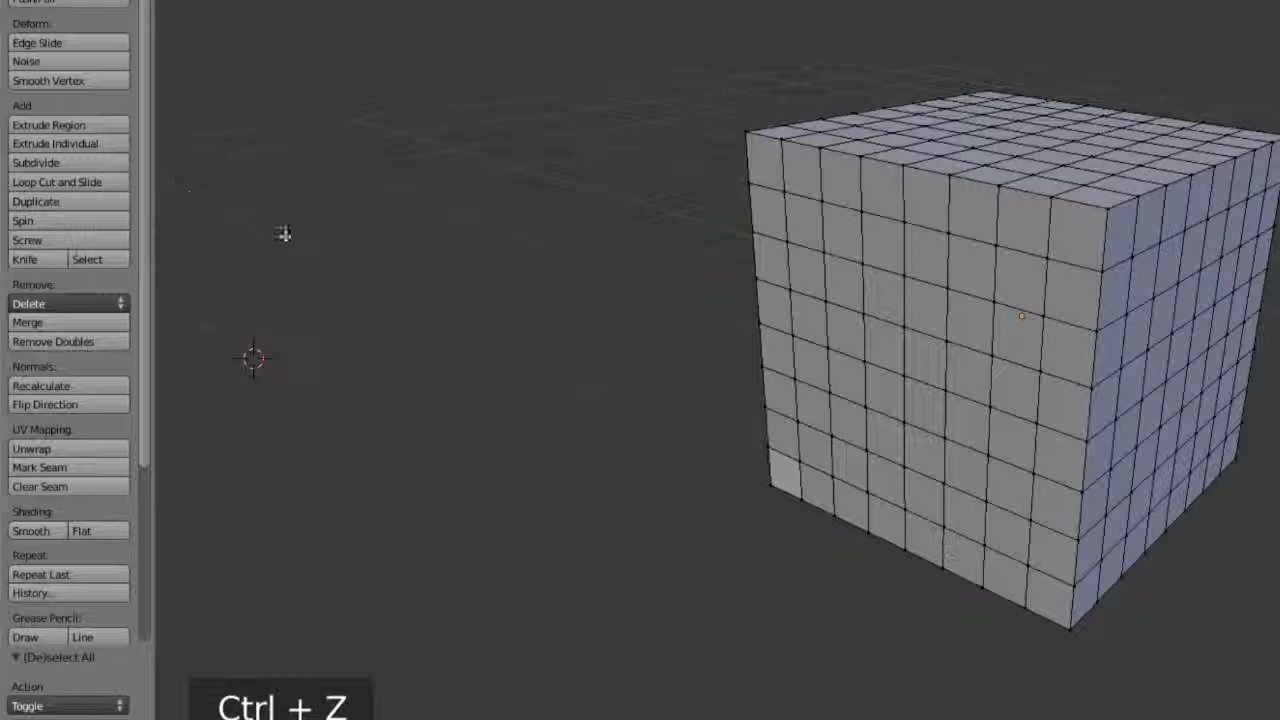 Deform:
Edge Slide
Noise
Smooth Vertex
Add:
Extrude Region
Extrude Individual
Subdivide
Loop Cut and Slide
Duplicate
Spin
Screw
Knife Select
Remove:
Delete
Merge
Remove Doubles
Normals:
Recalculate
Flip Direction
UV Mapping:
Unwrap
Mark Seam
Clear Seam
Shading:
Smooth Flat
Repeat:
Repeat Last
History...
Grease Pencil:
Draw Line
(De)select All
Action
Toggle
Ctrl + Z